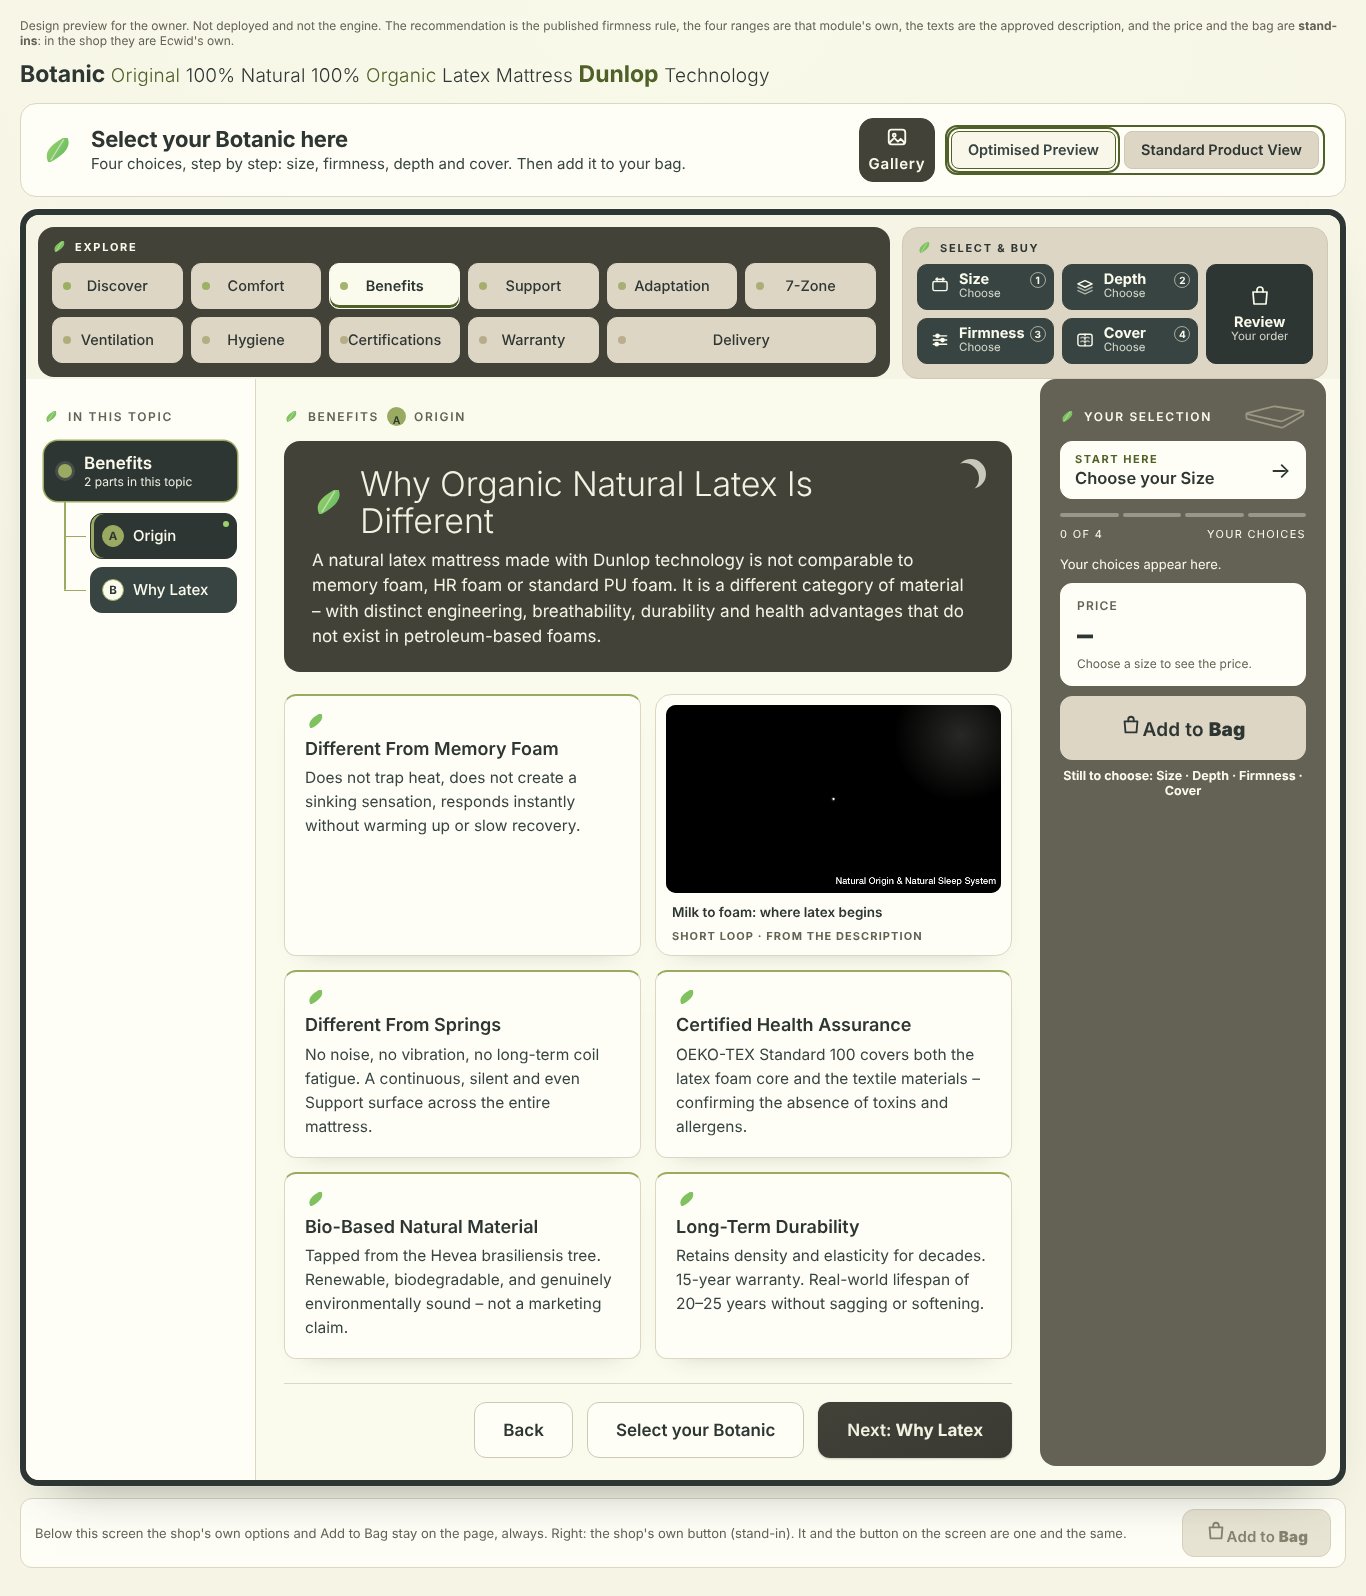 Design preview for the owner. Not deployed and not the engine. The recommendation is the published firmness rule, the four ranges are that module's own, the texts are the approved description, and the price and the bag are stand-
ins: in the shop they are Ecwid's own.
Botanic Original 100% Natural 100% Organic Latex Mattress Dunlop Technology
Select your Botanic here
Four choices, step by step: size, firmness, depth and cover. Then add it to your bag.
Gallery
Optimised Preview
Standard Product View
EXPLORE
Discover
Comfort
Benefits
Support
Adaptation
7-Zone
Ventilation
Hygiene
Certifications
Warranty
Delivery
SELECT & BUY
Size
Choose
1
Depth
Choose
2
Firmness
Choose
3
Cover
Choose
4
Review
Your order
IN THIS TOPIC
Benefits
2 parts in this topic
A Origin
B Why Latex
BENEFITS A ORIGIN
Why Organic Natural Latex Is
Different
A natural latex mattress made with Dunlop technology is not comparable to
memory foam, HR foam or standard PU foam. It is a different category of material
– with distinct engineering, breathability, durability and health advantages that do
not exist in petroleum-based foams.
Different From Memory Foam
Does not trap heat, does not create a
sinking sensation, responds instantly
without warming up or slow recovery.
Natural Origin & Natural Sleep System
Milk to foam: where latex begins
SHORT LOOP · FROM THE DESCRIPTION
Different From Springs
No noise, no vibration, no long-term coil
fatigue. A continuous, silent and even
Support surface across the entire
mattress.
Certified Health Assurance
OEKO-TEX Standard 100 covers both the
latex foam core and the textile materials –
confirming the absence of toxins and
allergens.
Bio-Based Natural Material
Tapped from the Hevea brasiliensis tree.
Renewable, biodegradable, and genuinely
environmentally sound – not a marketing
claim.
Long-Term Durability
Retains density and elasticity for decades.
15-year warranty. Real-world lifespan of
20–25 years without sagging or softening.
Back
Select your Botanic
Next: Why Latex
YOUR SELECTION
START HERE
Choose your Size
0 OF 4
YOUR CHOICES
Your choices appear here.
PRICE
–
Choose a size to see the price.
Add to Bag
Still to choose: Size · Depth · Firmness ·
Cover
Below this screen the shop's own options and Add to Bag stay on the page, always. Right: the shop's own button (stand-in). It and the button on the screen are one and the same.
Add to Bag